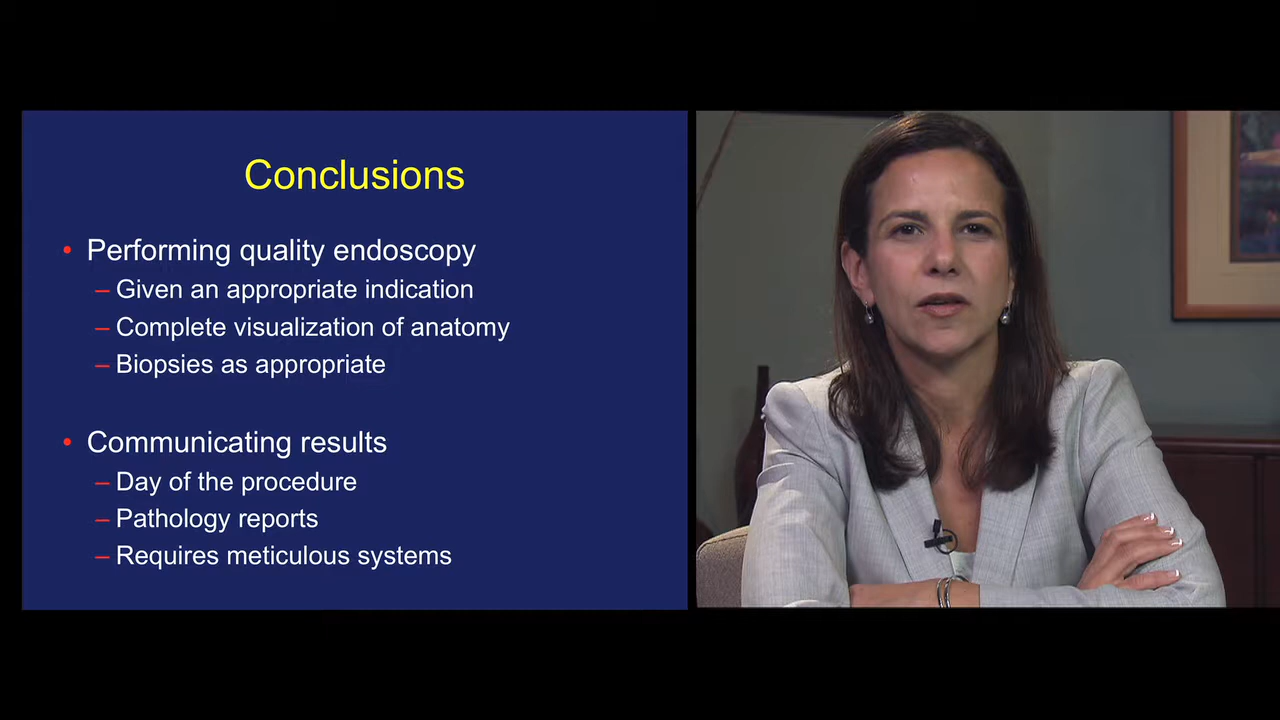 Conclusions
• Performing quality endoscopy
– Given an appropriate indication
– Complete visualization of anatomy
– Biopsies as appropriate
• Communicating results
– Day of the procedure
– Pathology reports
– Requires meticulous systems